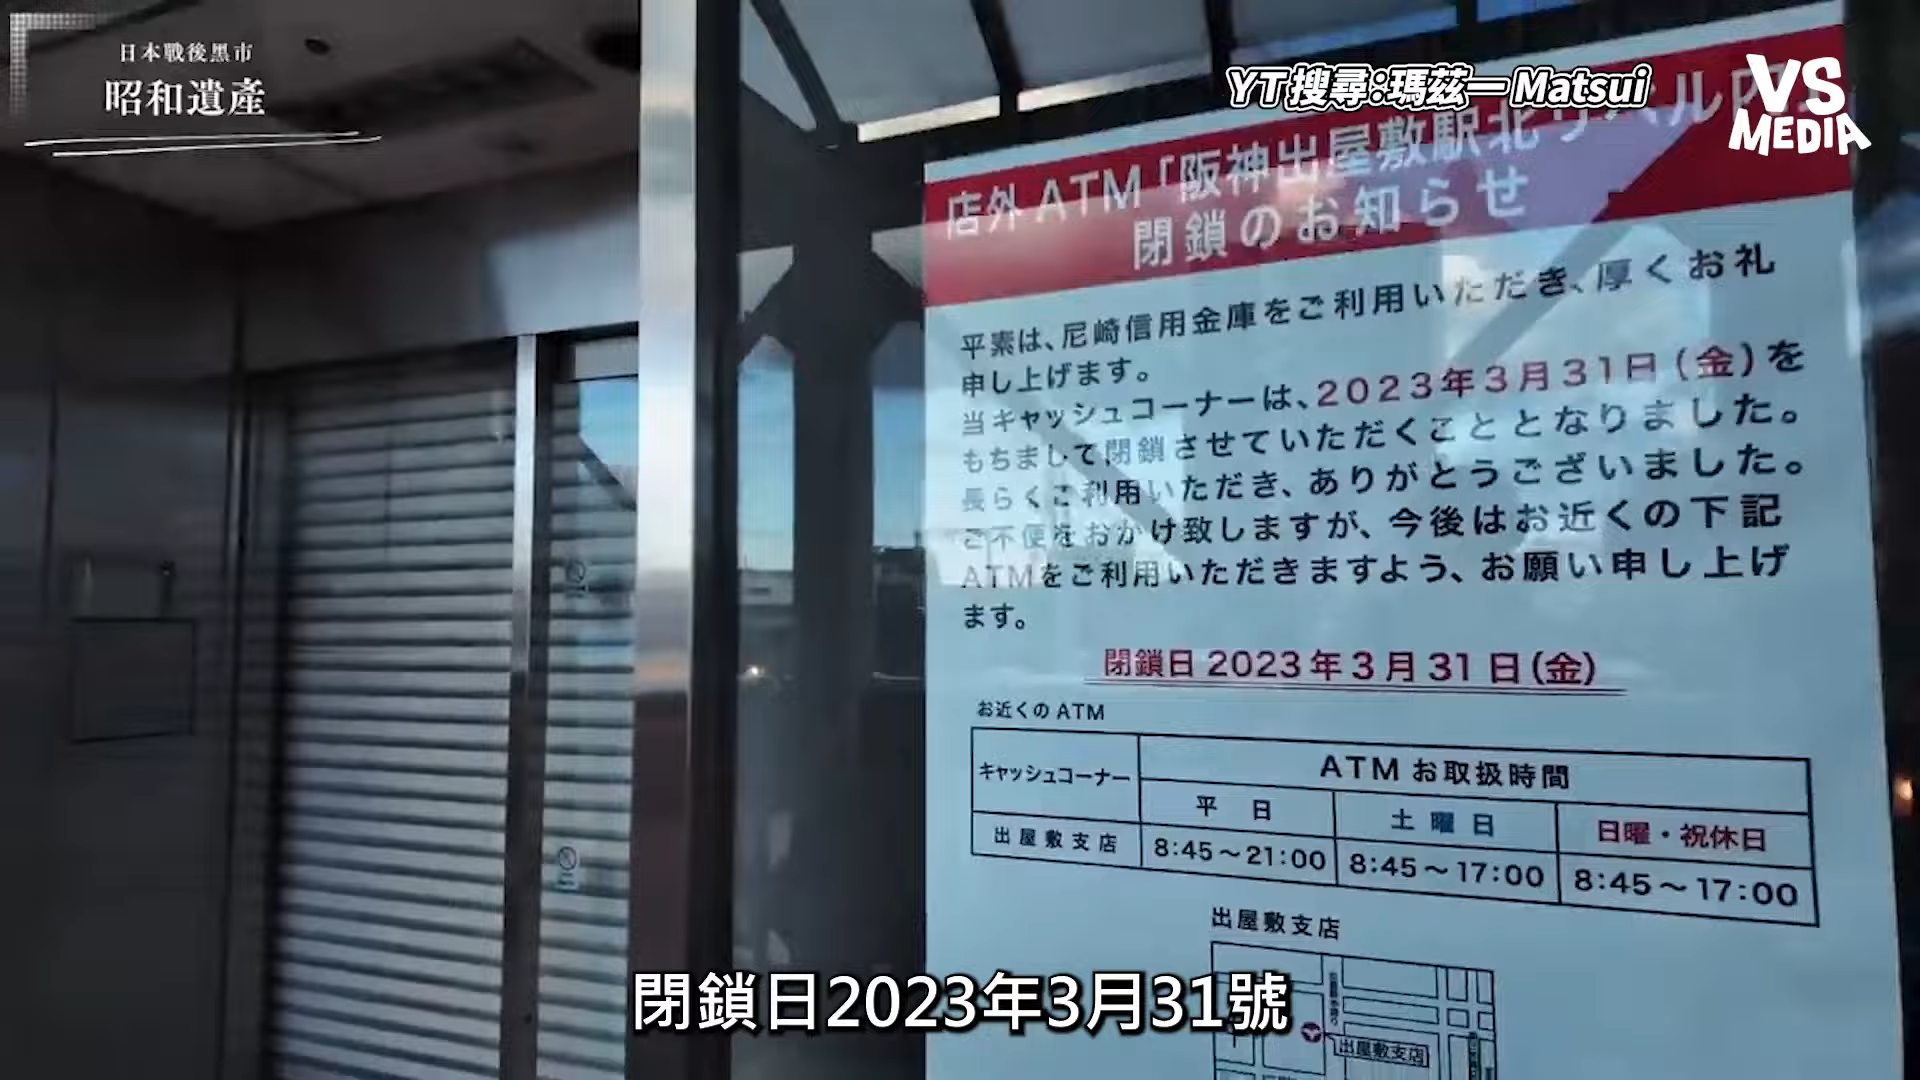 日本戰後黑市
昭和遺產
YT搜尋:瑪茲一 Matsui
VS
MEDIA
店外 ATM「阪神出屋敷駅北リベル内」
閉鎖のお知らせ
平素は、尼崎信用金庫をご利用いただき、厚くお礼
申し上げます。
当キャッシュコーナーは、2023年3月31日(金)を
もちまして閉鎖させていただくこととなりました。
長らくご利用いただき、ありがとうございました。
ご不便をおかけ致しますが、今後はお近くの下記
ATMをご利用いただきますよう、お願い申し上げ
ます。
閉鎖日 2023年3月31日(金)
お近くのATM
キャッシュコーナー
ATM お取扱時間
平 日
土 曜 日
日曜・祝休日
出屋敷支店
8:45~21:00
8:45~17:00
8:45~17:00
出屋敷支店
出屋敷支店
閉鎖日2023年3月31號